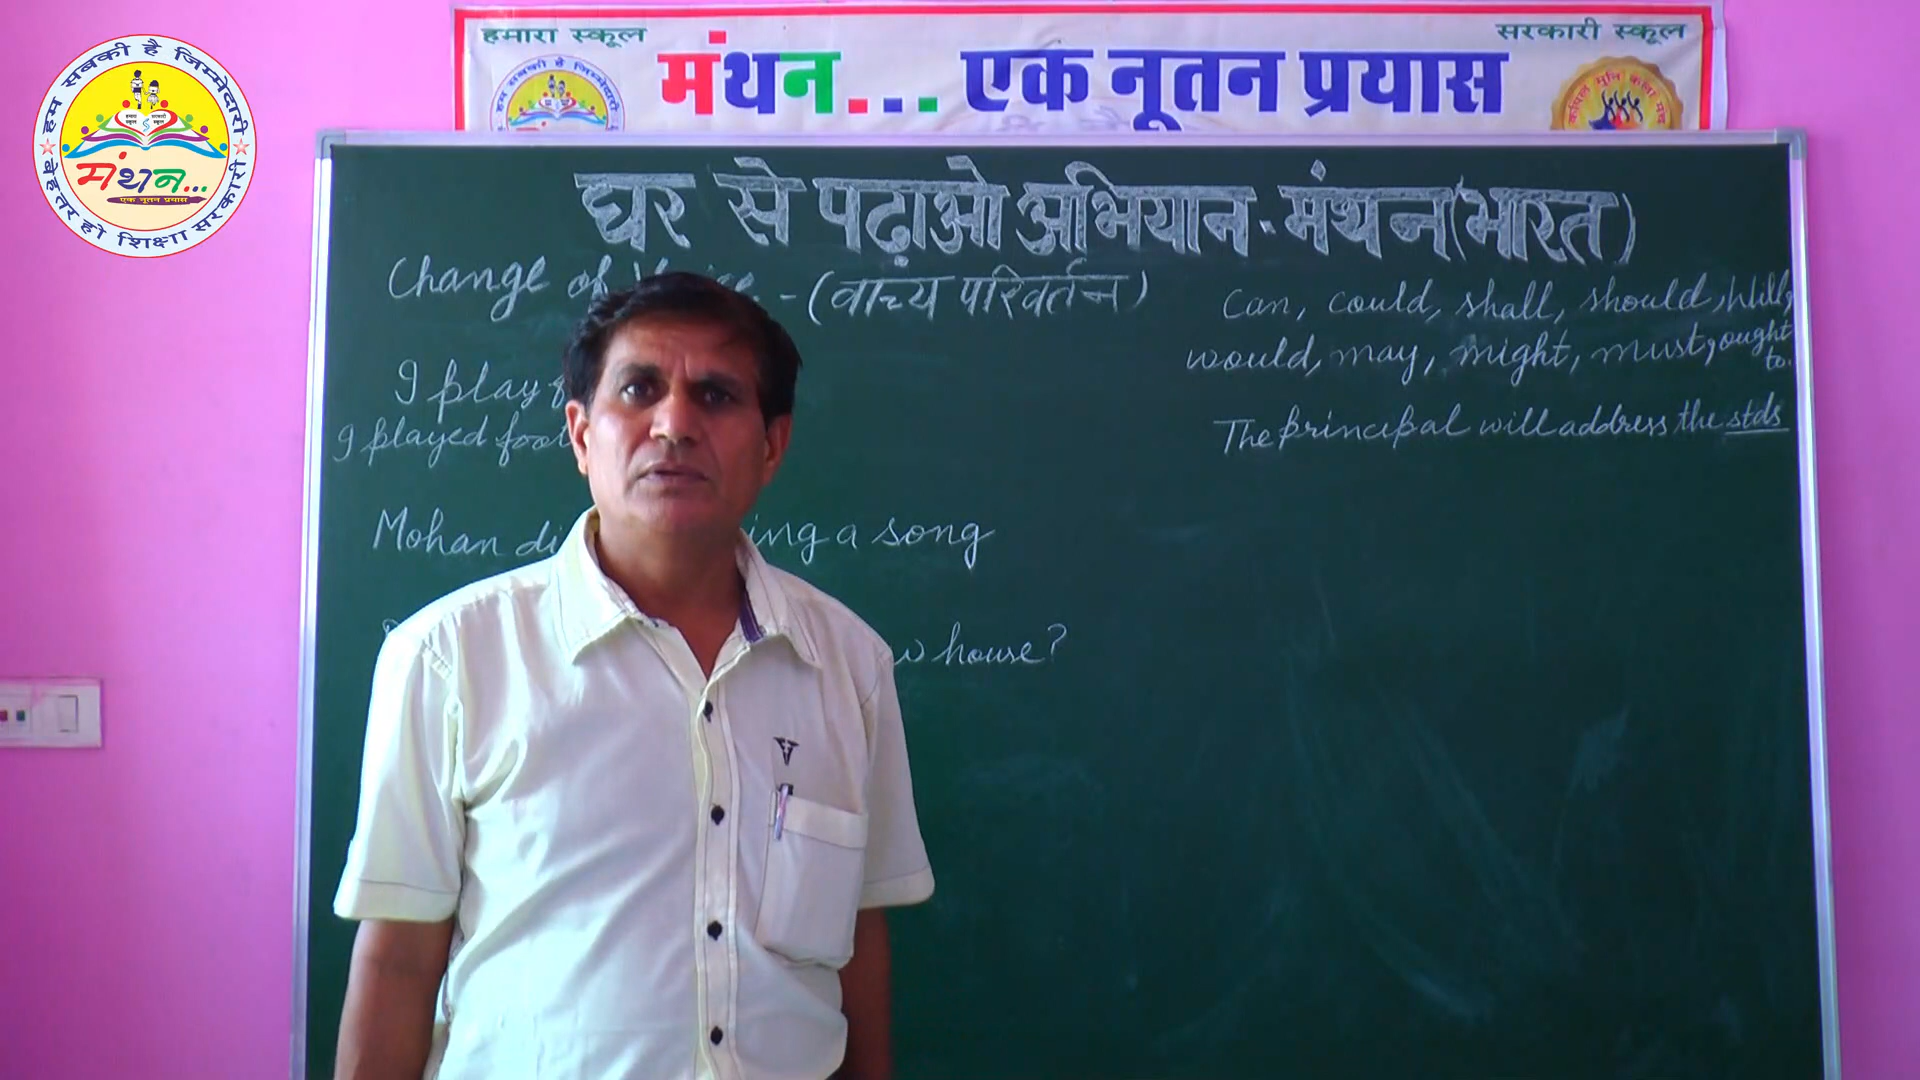 हमारा स्कूल
सरकारी स्कूल
मंथन... एक नूतन प्रयास
हम सबकी है जिम्मेदारी
बेहतर हो शिक्षा सरकारी
मंथन...
एक नूतन प्रयास
घर से पढ़ाओ अभियान - मंथन (भारत)
Change of - (वाच्य परिवर्तन)
I play
I played foot
Mohan di ing a song
w house?
Can, could, shall, should, will,
would, may, might, must, ought
to.
The principal will address the stds